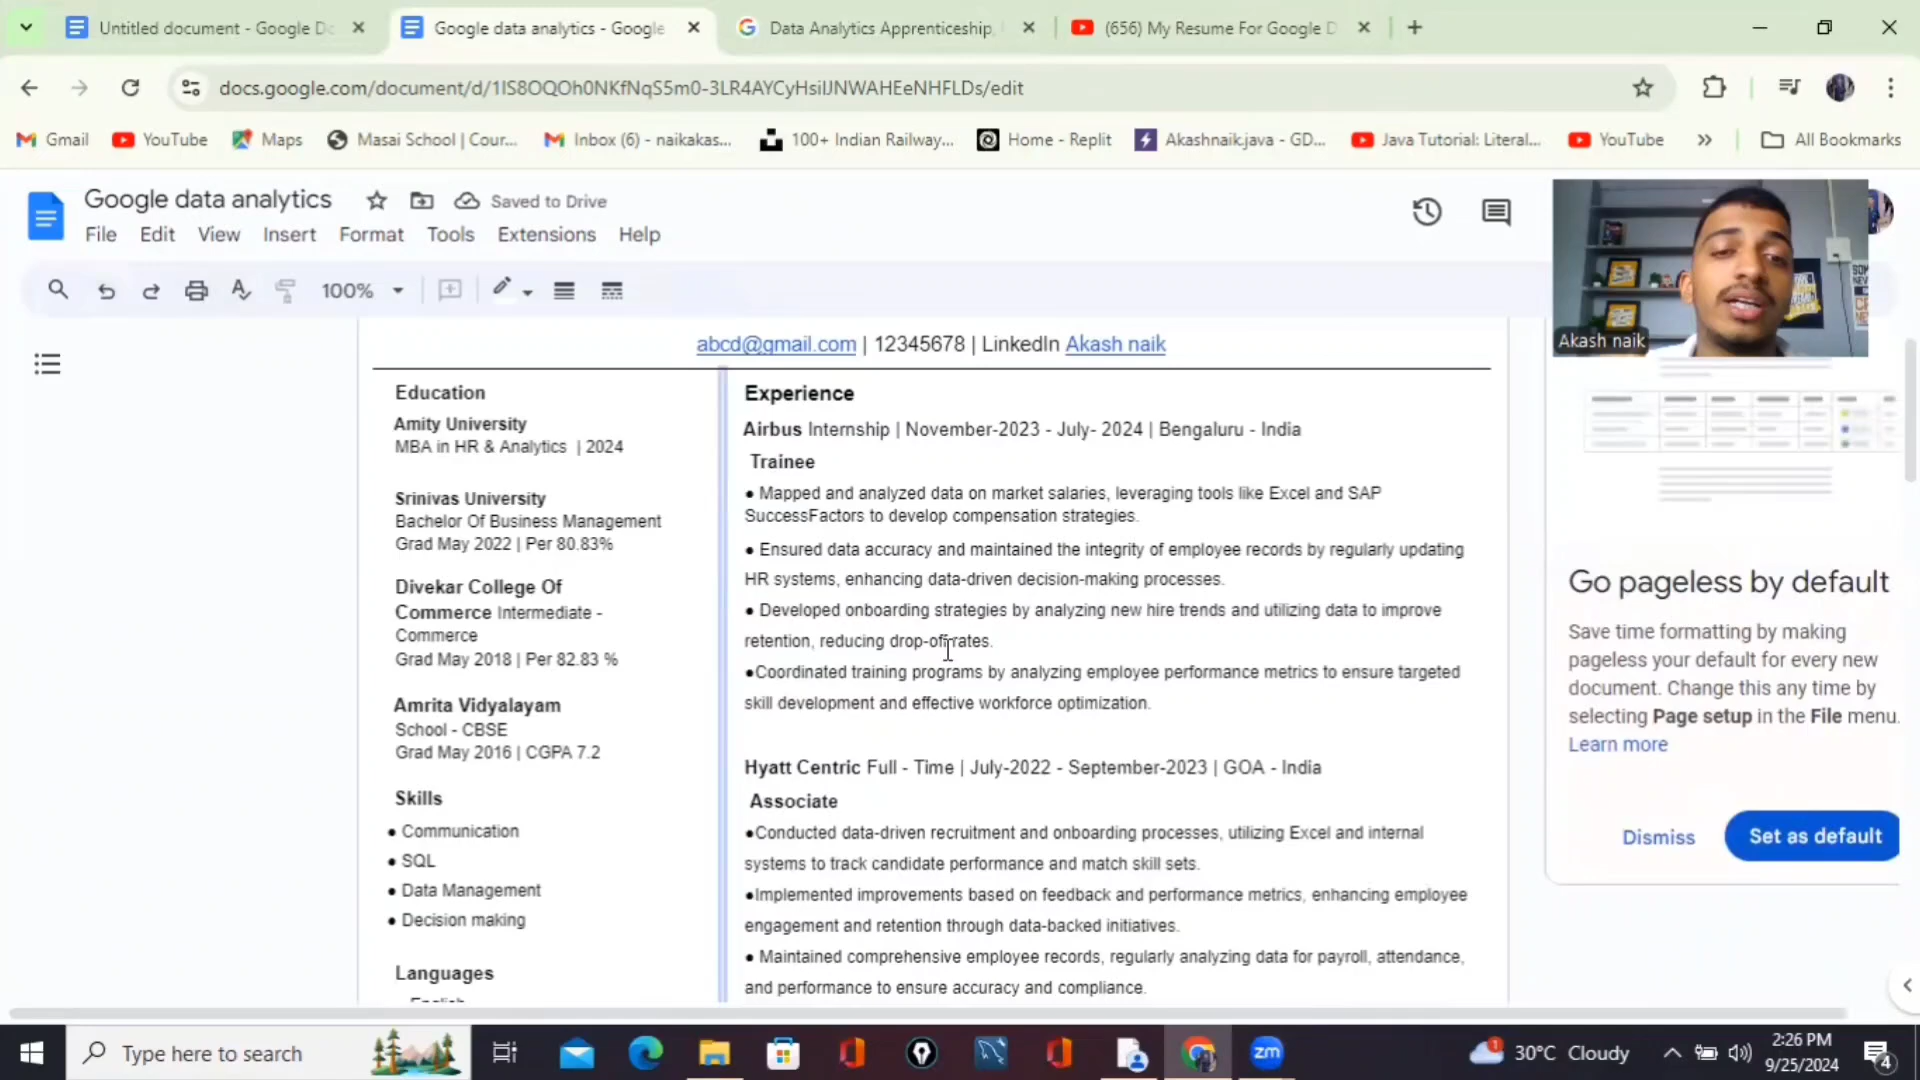 Untitled document - Google Do
Google data analytics - Google
Data Analytics Apprenticeship,
(656) My Resume For Google D
docs.google.com/document/d/1IS8OQOh0NKfNqS5m0-3LR4AYCyHsiIJNWAHEeNHFLDs/edit
Gmail
YouTube
Maps
Masai School | Cour...
Inbox (6) - naikakas...
100+ Indian Railway...
Home - Replit
Akashnaik.java - GD...
Java Tutorial: Literal...
YouTube
All Bookmarks
Google data analytics
Saved to Drive
File Edit View Insert Format Tools Extensions Help
100%
Akash naik
abcd@gmail.com | 12345678 | LinkedIn Akash naik
Education
Amity University
MBA in HR & Analytics | 2024
Srinivas University
Bachelor Of Business Management
Grad May 2022 | Per 80.83%
Divekar College Of
Commerce Intermediate -
Commerce
Grad May 2018 | Per 82.83 %
Amrita Vidyalayam
School - CBSE
Grad May 2016 | CGPA 7.2
Skills
● Communication
● SQL
● Data Management
● Decision making
Languages
English
Experience
Airbus Internship | November-2023 - July- 2024 | Bengaluru - India
Trainee
● Mapped and analyzed data on market salaries, leveraging tools like Excel and SAP
SuccessFactors to develop compensation strategies.
● Ensured data accuracy and maintained the integrity of employee records by regularly updating
HR systems, enhancing data-driven decision-making processes.
● Developed onboarding strategies by analyzing new hire trends and utilizing data to improve
retention, reducing drop-off rates.
●Coordinated training programs by analyzing employee performance metrics to ensure targeted
skill development and effective workforce optimization.
Hyatt Centric Full - Time | July-2022 - September-2023 | GOA - India
Associate
●Conducted data-driven recruitment and onboarding processes, utilizing Excel and internal
systems to track candidate performance and match skill sets.
●Implemented improvements based on feedback and performance metrics, enhancing employee
engagement and retention through data-backed initiatives.
● Maintained comprehensive employee records, regularly analyzing data for payroll, attendance,
and performance to ensure accuracy and compliance.
Go pageless by default
Save time formatting by making
pageless your default for every new
document. Change this any time by
selecting Page setup in the File menu.
Learn more
Dismiss
Set as default
Type here to search
zm
1
30°C Cloudy
2:26 PM
9/25/2024
4